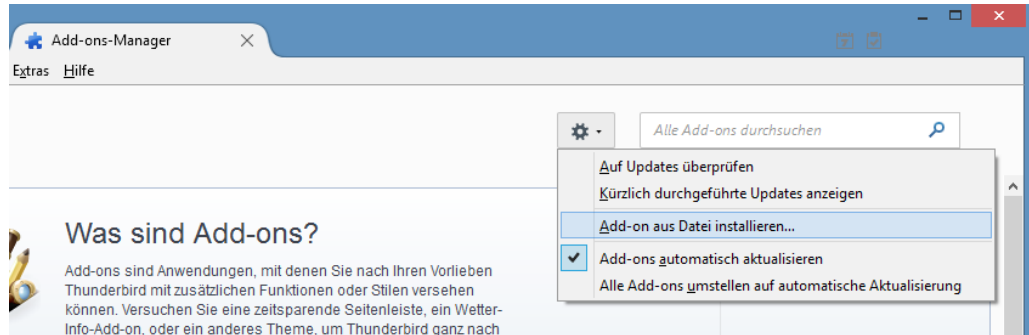 Add-ons-Manager
Extras Hilfe
Alle Add-ons durchsuchen
Auf Updates überprüfen
Kürzlich durchgeführte Updates anzeigen
Add-on aus Datei installieren...
Add-ons automatisch aktualisieren
Alle Add-ons umstellen auf automatische Aktualisierung
Was sind Add-ons?
Add-ons sind Anwendungen, mit denen Sie nach Ihren Vorlieben
Thunderbird mit zusätzlichen Funktionen oder Stilen versehen
können. Versuchen Sie eine zeitsparende Seitenleiste, ein Wetter-
Info-Add-on, oder ein anderes Theme, um Thunderbird ganz nach